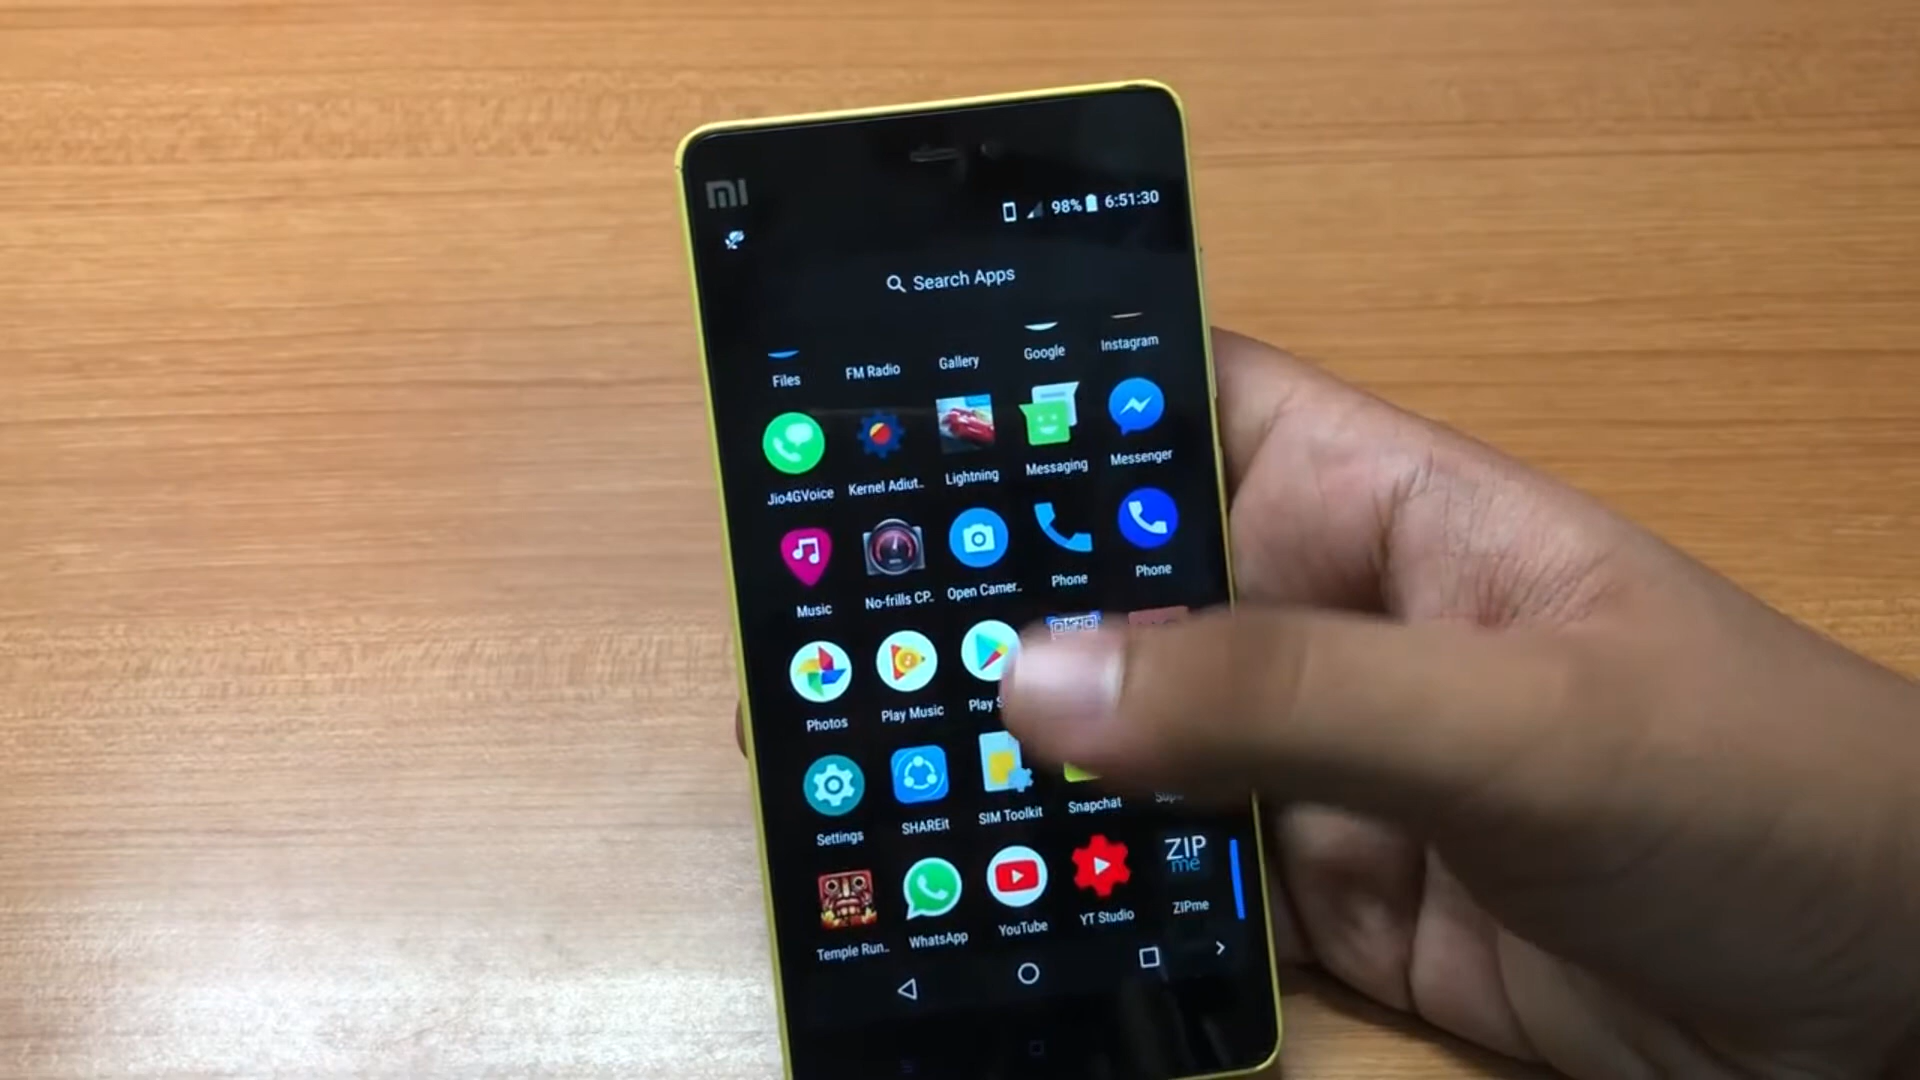 MI
98% 6:51:30
Search Apps
Files FM Radio Gallery Google Instagram
Jio4GVoice Kernel Adiut.. Lightning Messaging Messenger
Music No-frills CP.. Open Camer.. Phone Phone
Photos Play Music Play
Settings SHAREit SIM Toolkit Snapchat
ZIP
me
Temple Run.. WhatsApp YouTube YT Studio ZIPme